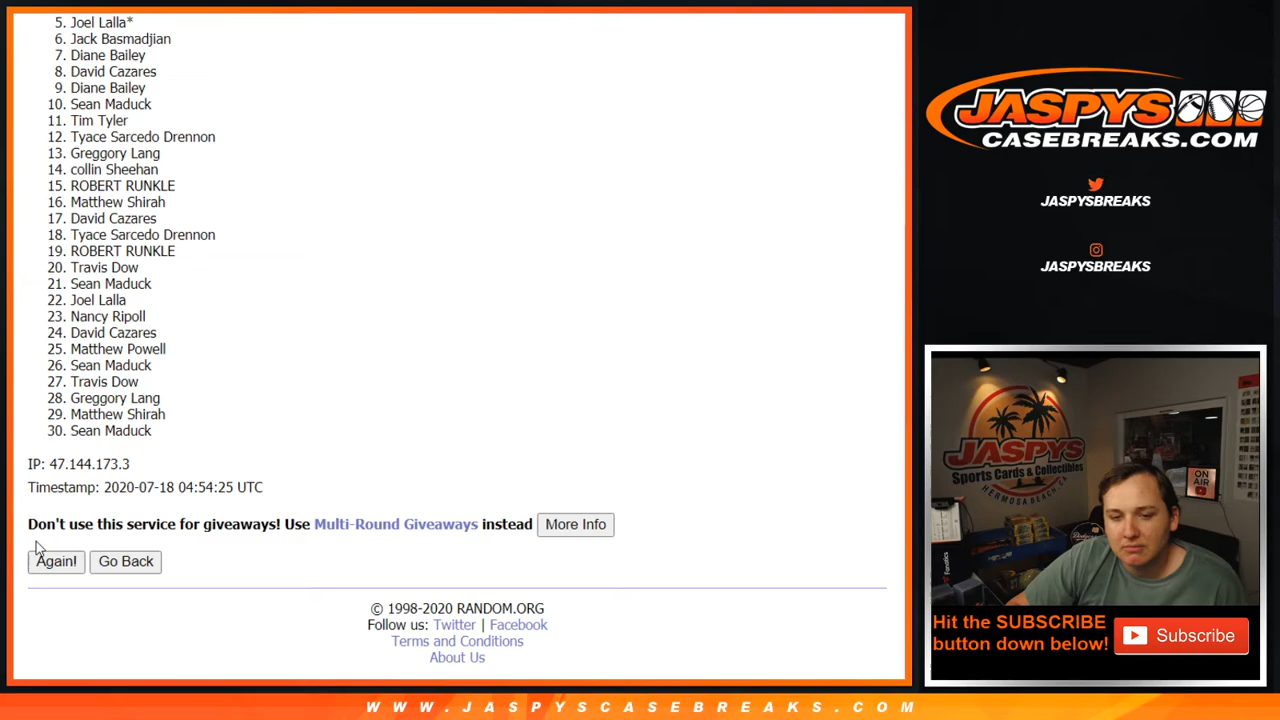 5. Joel Lalla*
6. Jack Basmadjian
7. Diane Bailey
8. David Cazares
9. Diane Bailey
10. Sean Maduck
11. Tim Tyler
12. Tyace Sarcedo Drennon
13. Greggory Lang
14. collin Sheehan
15. ROBERT RUNKLE
16. Matthew Shirah
17. David Cazares
18. Tyace Sarcedo Drennon
19. ROBERT RUNKLE
20. Travis Dow
21. Sean Maduck
22. Joel Lalla
23. Nancy Ripoll
24. David Cazares
25. Matthew Powell
26. Sean Maduck
27. Travis Dow
28. Greggory Lang
29. Matthew Shirah
30. Sean Maduck
IP: 47.144.173.3
Timestamp: 2020-07-18 04:54:25 UTC
Don't use this service for giveaways! Use Multi-Round Giveaways instead More Info
Again! Go Back
© 1998-2020 RANDOM.ORG
Follow us: Twitter | Facebook
Terms and Conditions
About Us
JASPYS
CASEBREAKS.COM
JASPYSBREAKS
JASPYSBREAKS
JASPYS
Sports Cards & Collectibles
HERMOSA BEACH, CA
ON
AIR
Fanatics
Hit the SUBSCRIBE
button down below!
Subscribe
WWW.JASPYSCASEBREAKS.COM